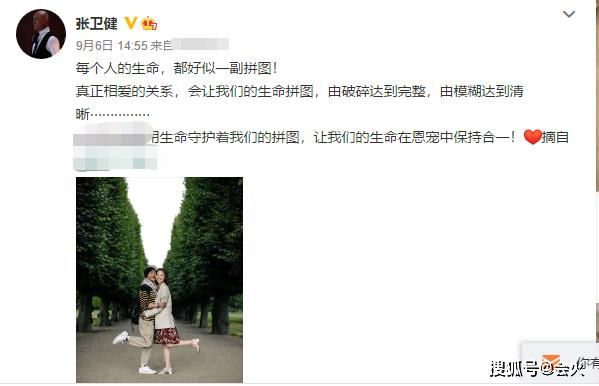 张卫健
9月6日 14:55 来自
每个人的生命，都好似一副拼图！
真正相爱的关系，会让我们的生命拼图，由破碎达到完整，由模糊达到清
晰···············
用生命守护着我们的拼图，让我们的生命在恩宠中保持合一！❤摘自
搜狐号@会火
你有